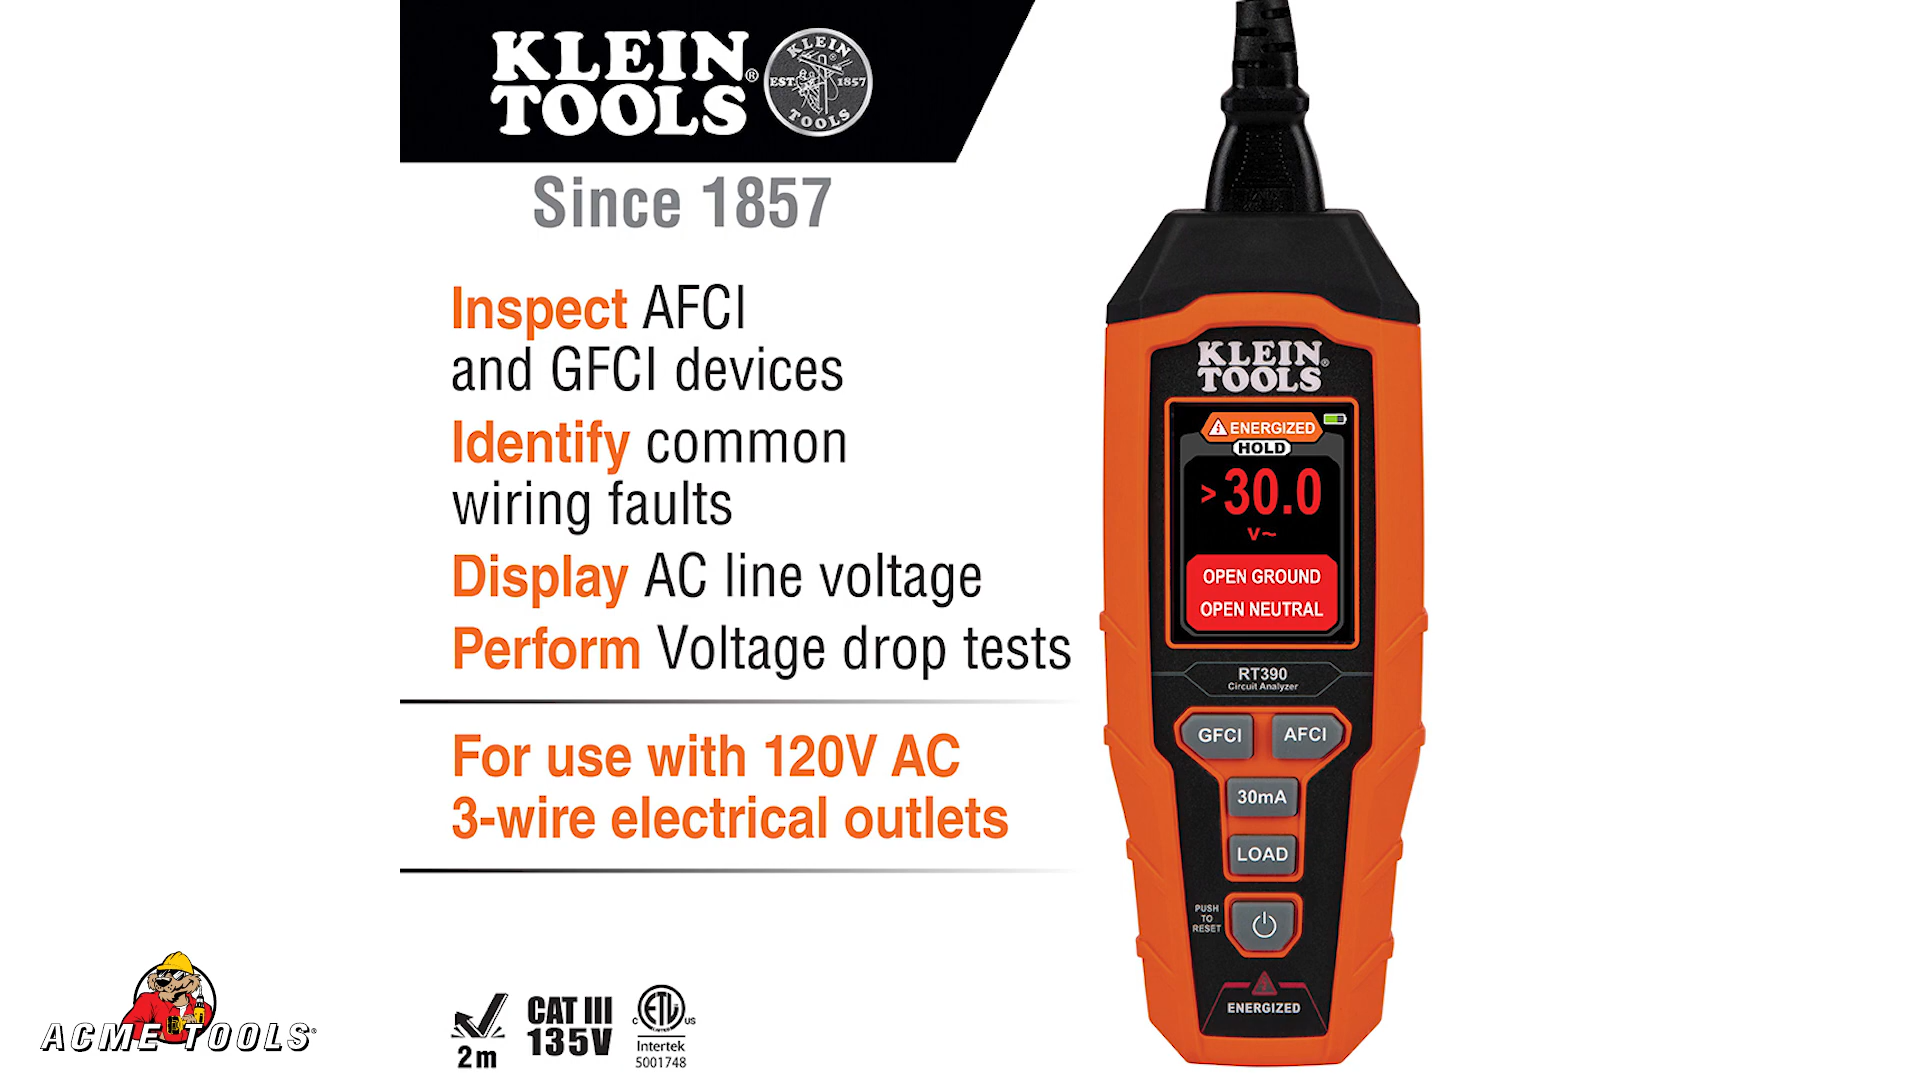 KLEIN
TOOLS®
KLEIN
EST. 1857
TOOLS
Since 1857
Inspect AFCI
and GFCI devices
Identify common
wiring faults
Display AC line voltage
Perform Voltage drop tests
For use with 120V AC
3-wire electrical outlets
2m
CAT III
135V
ETL
C US
LISTED
Intertek
5001748
ACME TOOLS®
KLEIN
TOOLS®
ENERGIZED
HOLD
>30.0
V~
OPEN GROUND
OPEN NEUTRAL
RT390
Circuit Analyzer
GFCI AFCI
30mA
LOAD
PUSH
TO
RESET
ENERGIZED